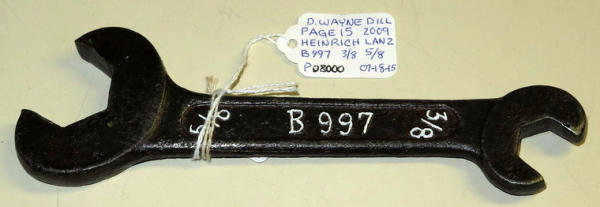 D. WAYNE DILL
PAGE 15 2009
HEINRICH LANZ
B997 3/8 5/8
P08000 07-18-15
5/8
B 997
3/8